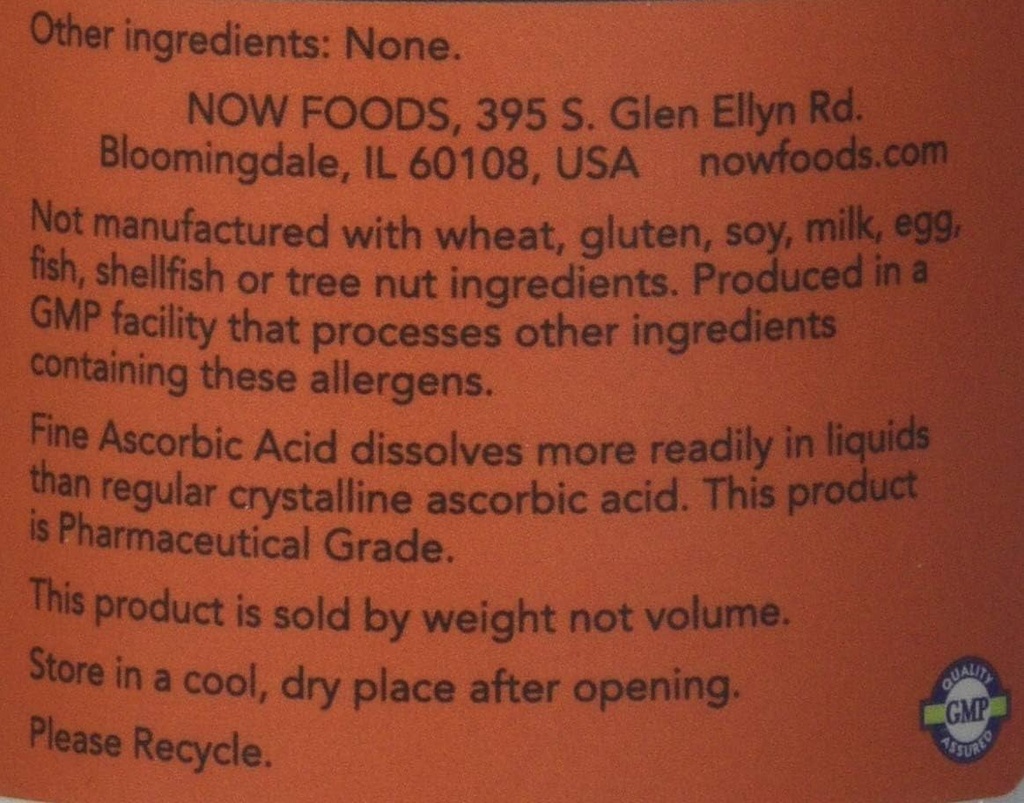 Other ingredients: None.
NOW FOODS, 395 S. Glen Ellyn Rd.
Bloomingdale, IL 60108, USA nowfoods.com
Not manufactured with wheat, gluten, soy, milk, egg,
fish, shellfish or tree nut ingredients. Produced in a
GMP facility that processes other ingredients
containing these allergens.
Fine Ascorbic Acid dissolves more readily in liquids
than regular crystalline ascorbic acid. This product
is Pharmaceutical Grade.
This product is sold by weight not volume.
Store in a cool, dry place after opening.
Please Recycle.
QUALITY
GMP
ASSURED